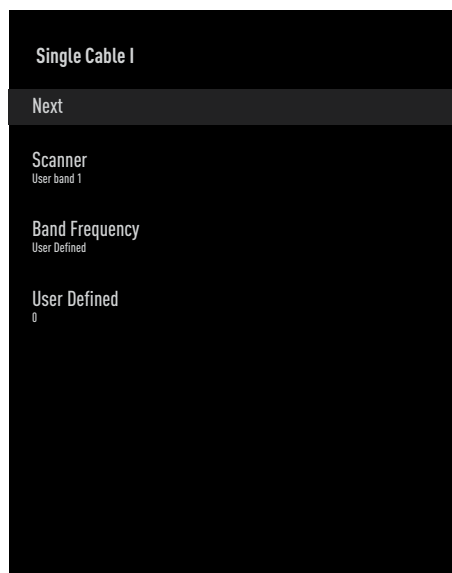 Single Cable I
Next
Scanner
User band 1
Band Frequency
User Defined
User Defined
0